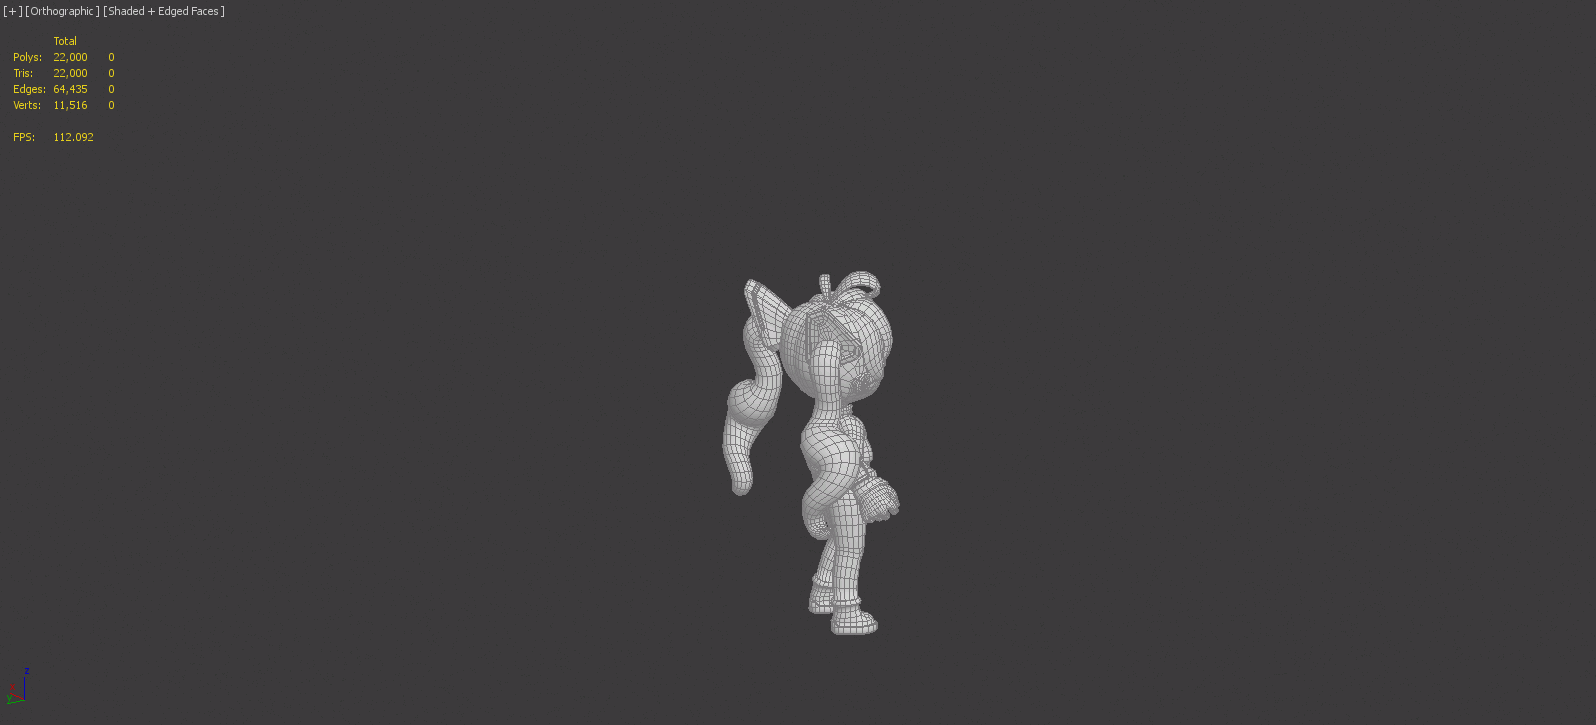 [+] [Orthographic] [Shaded + Edged Faces]
Total
Polys: 22,000 0
Tris: 22,000 0
Edges: 64,435 0
Verts: 11,516 0
FPS: 112.092
z
Y